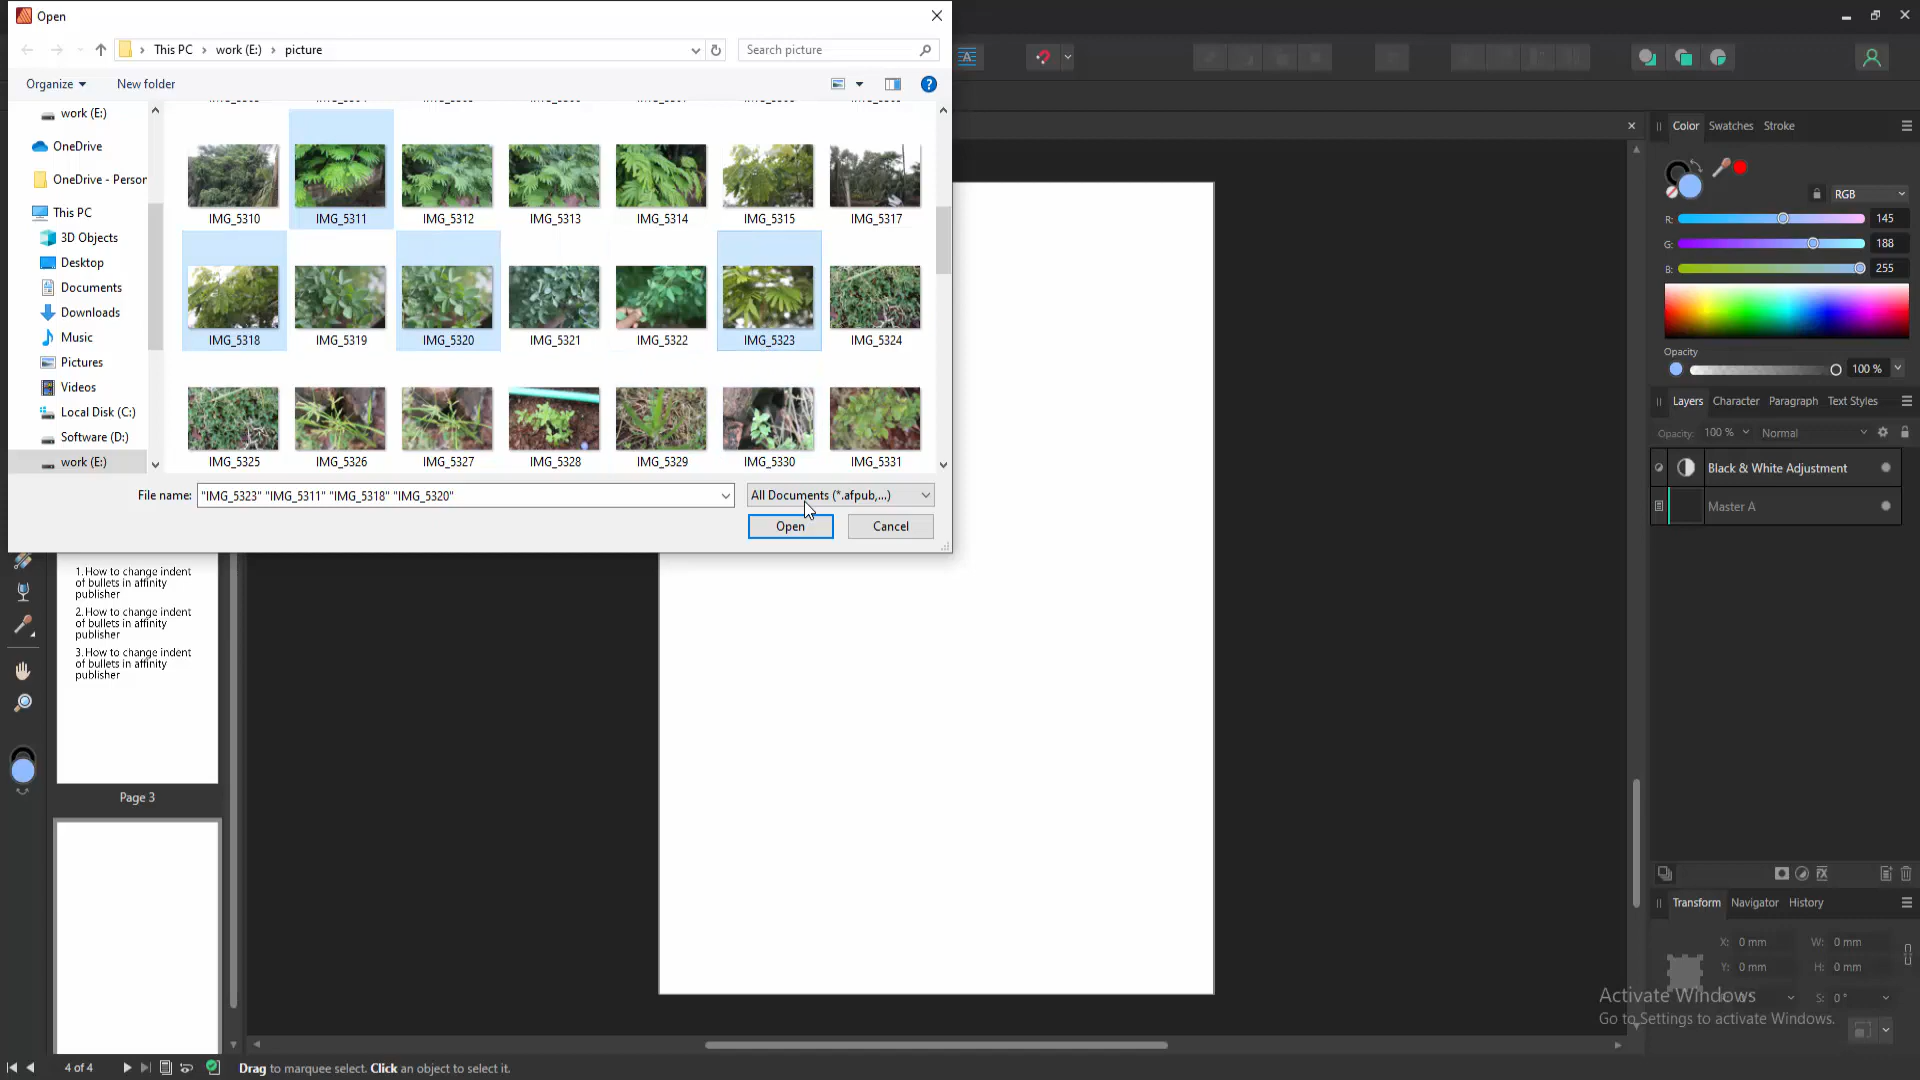 Open
This PC > work (E:) > picture
Search picture
Organize
New folder
work (E:)
OneDrive
OneDrive - Person
This PC
3D Objects
Desktop
Documents
Downloads
Music
Pictures
Videos
Local Disk (C:)
Software (D:)
work (E:)
IMG_5310
IMG_5311
IMG_5312
IMG_5313
IMG_5314
IMG_5315
IMG_5317
IMG_5318
IMG_5319
IMG_5320
IMG_5321
IMG_5322
IMG_5323
IMG_5324
IMG_5325
IMG_5326
IMG_5327
IMG_5328
IMG_5329
IMG_5330
IMG_5331
File name: "IMG_5323" "IMG_5311" "IMG_5318" "IMG_5320"
All Documents (*.afpub,...)
Open
Cancel
1. How to change indent
of bullets in affinity
publisher
2. How to change indent
of bullets in affinity
publisher
3. How to change indent
of bullets in affinity
publisher
Page 3
Color Swatches Stroke
RGB
R: 145
G: 188
B: 255
Opacity
100 %
Layers Character Paragraph Text Styles
Opacity: 100 % Normal
Black & White Adjustment
Master A
Transform Navigator History
X: 0 mm W: 0 mm
Y: 0 mm H: 0 mm
0 ° S: 0 °
Activate Windows
Go to Settings to activate Windows.
4 of 4
Drag to marquee select. Click an object to select it.